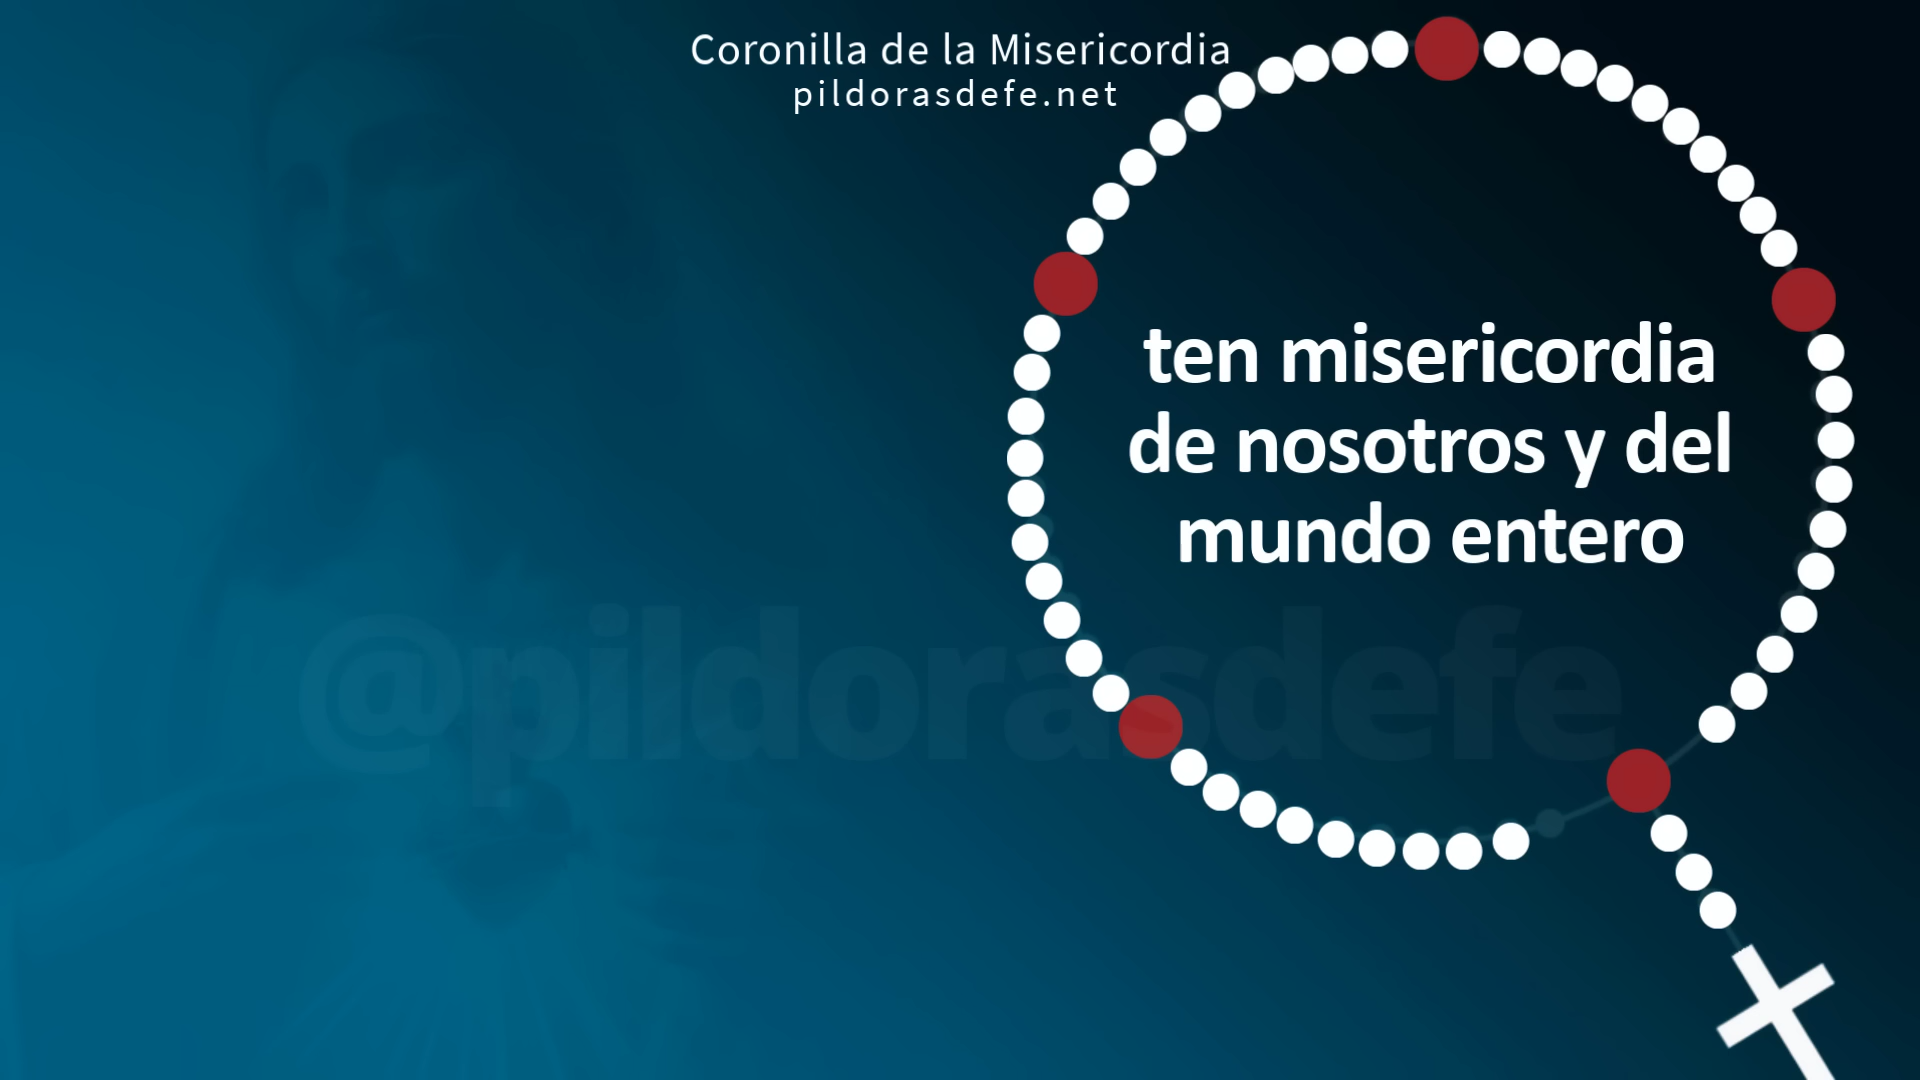 Coronilla de la Misericordia
pildorasdefe.net
ten misericordia
de nosotros y del
mundo entero
@pildorasdefe